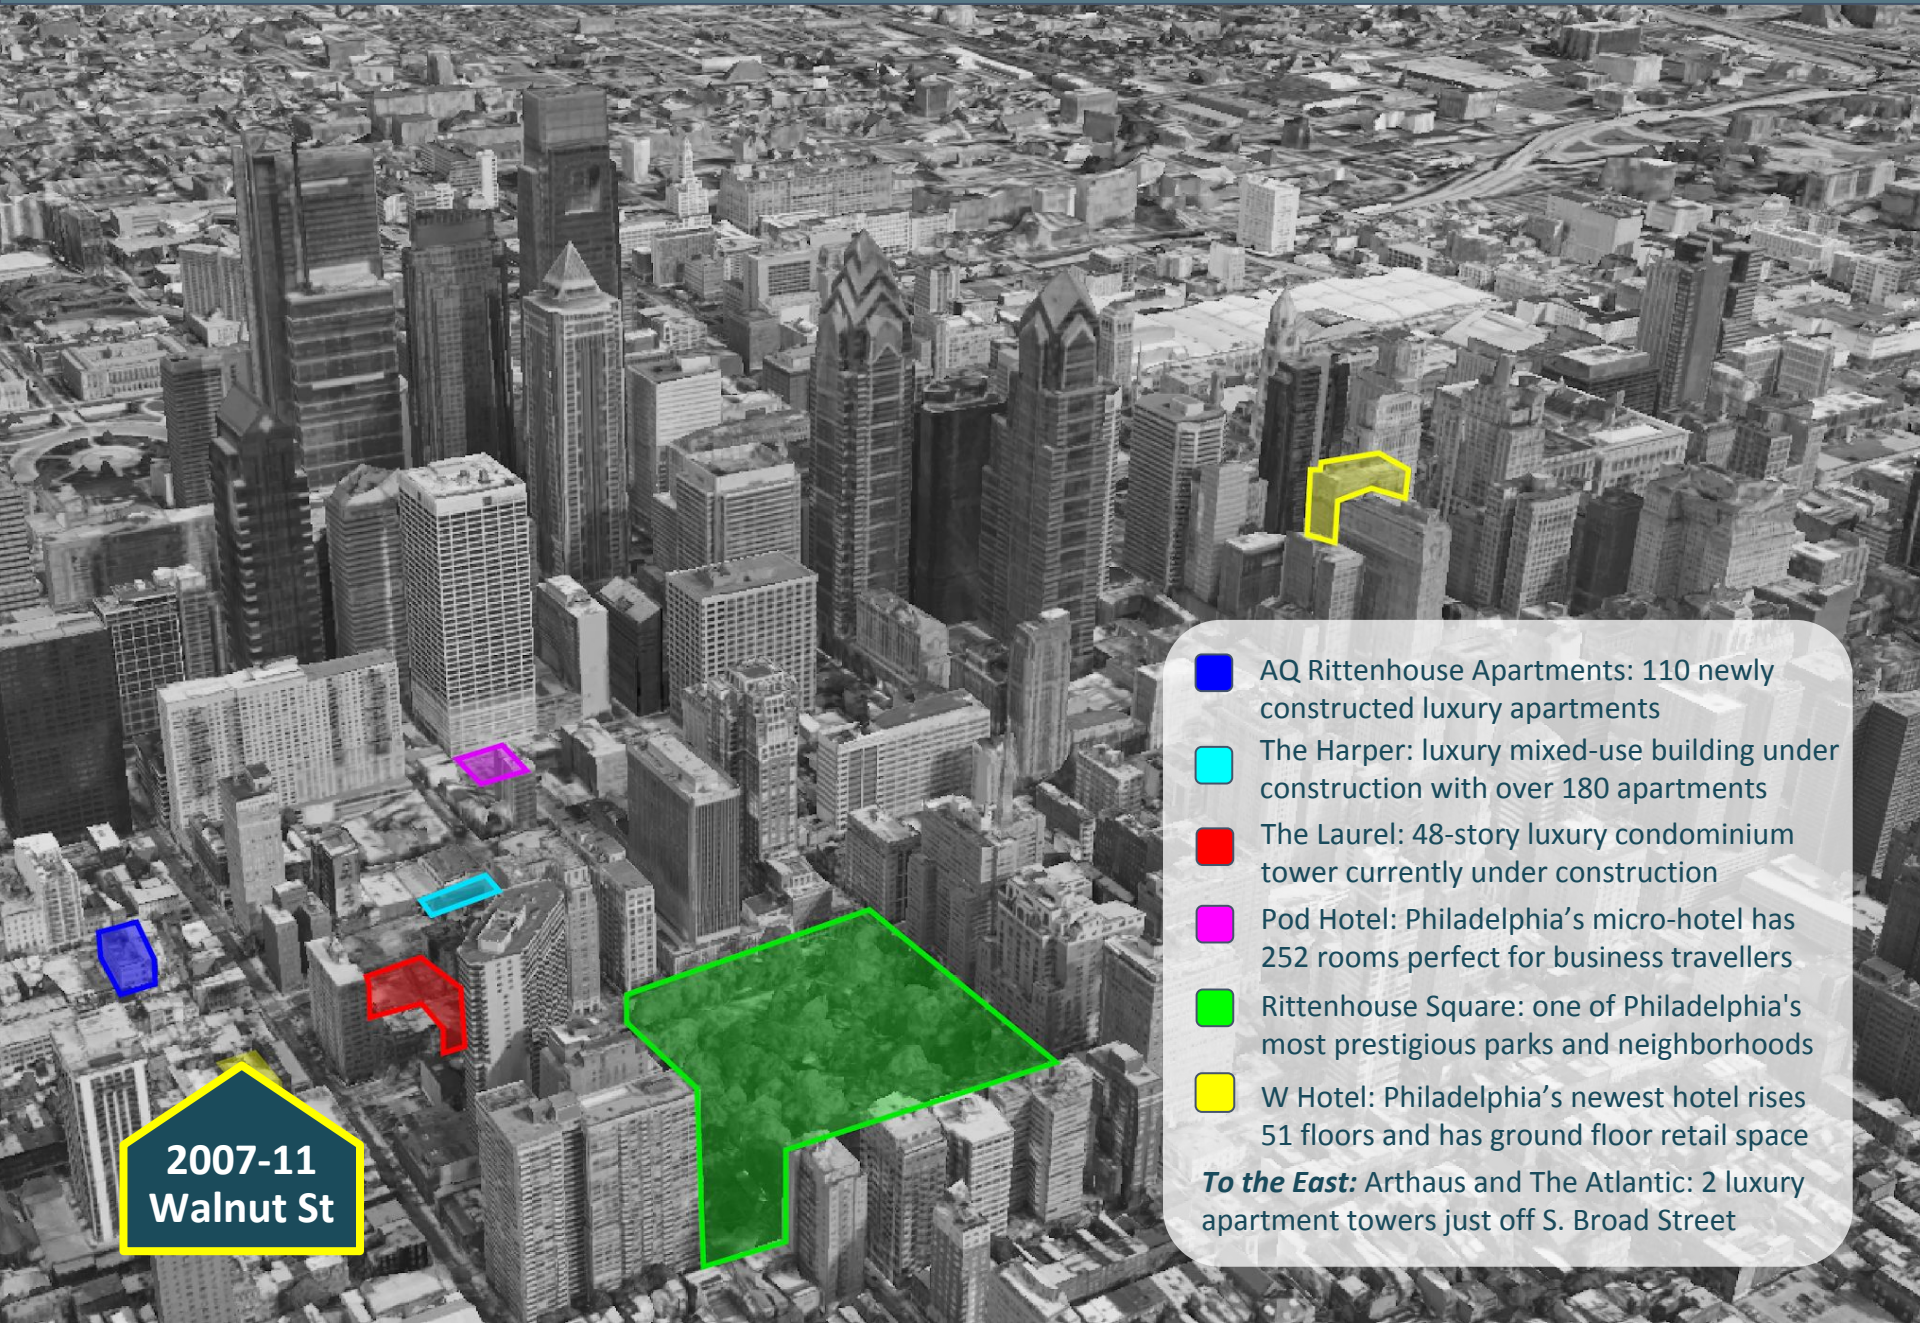 AQ Rittenhouse Apartments: 110 newly
constructed luxury apartments
The Harper: luxury mixed-use building under
construction with over 180 apartments
The Laurel: 48-story luxury condominium
tower currently under construction
Pod Hotel: Philadelphia’s micro-hotel has
252 rooms perfect for business travellers
Rittenhouse Square: one of Philadelphia's
most prestigious parks and neighborhoods
W Hotel: Philadelphia’s newest hotel rises
51 floors and has ground floor retail space
To the East: Arthaus and The Atlantic: 2 luxury
apartment towers just off S. Broad Street
2007-11
Walnut St